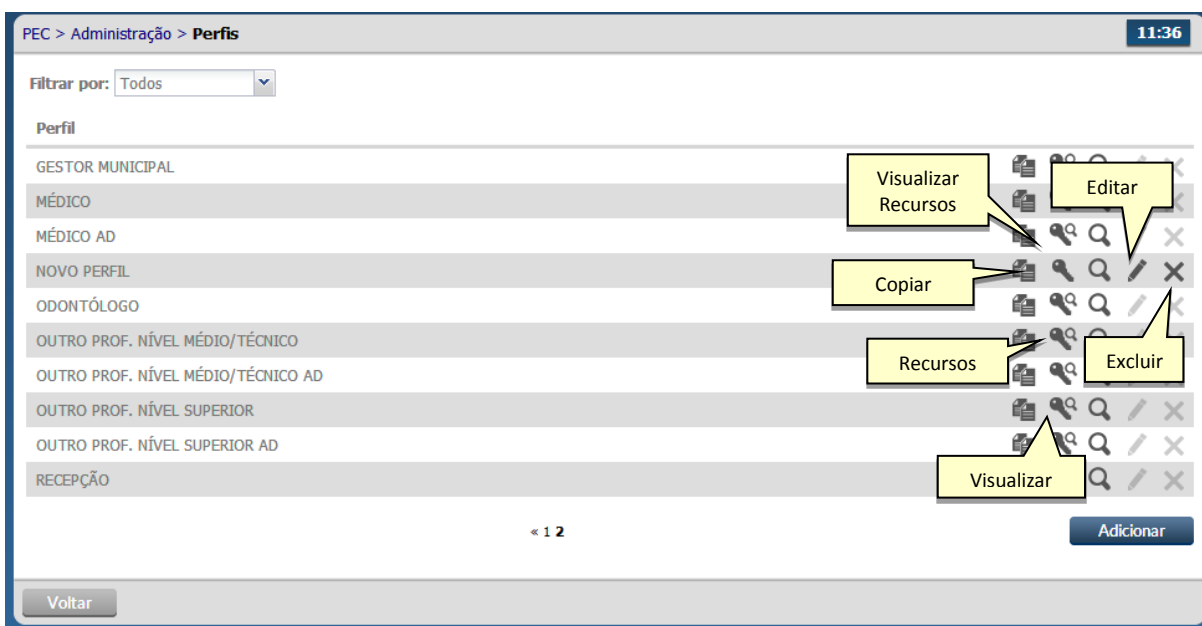 PEC > Administração > Perfis
11:36
Filtrar por: Todos
Perfil
GESTOR MUNICIPAL
MÉDICO
MÉDICO AD
NOVO PERFIL
ODONTÓLOGO
OUTRO PROF. NÍVEL MÉDIO/TÉCNICO
OUTRO PROF. NÍVEL MÉDIO/TÉCNICO AD
OUTRO PROF. NÍVEL SUPERIOR
OUTRO PROF. NÍVEL SUPERIOR AD
RECEPÇÃO
Visualizar
Recursos
Editar
Copiar
Recursos
Excluir
Visualizar
« 1 2
Adicionar
Voltar